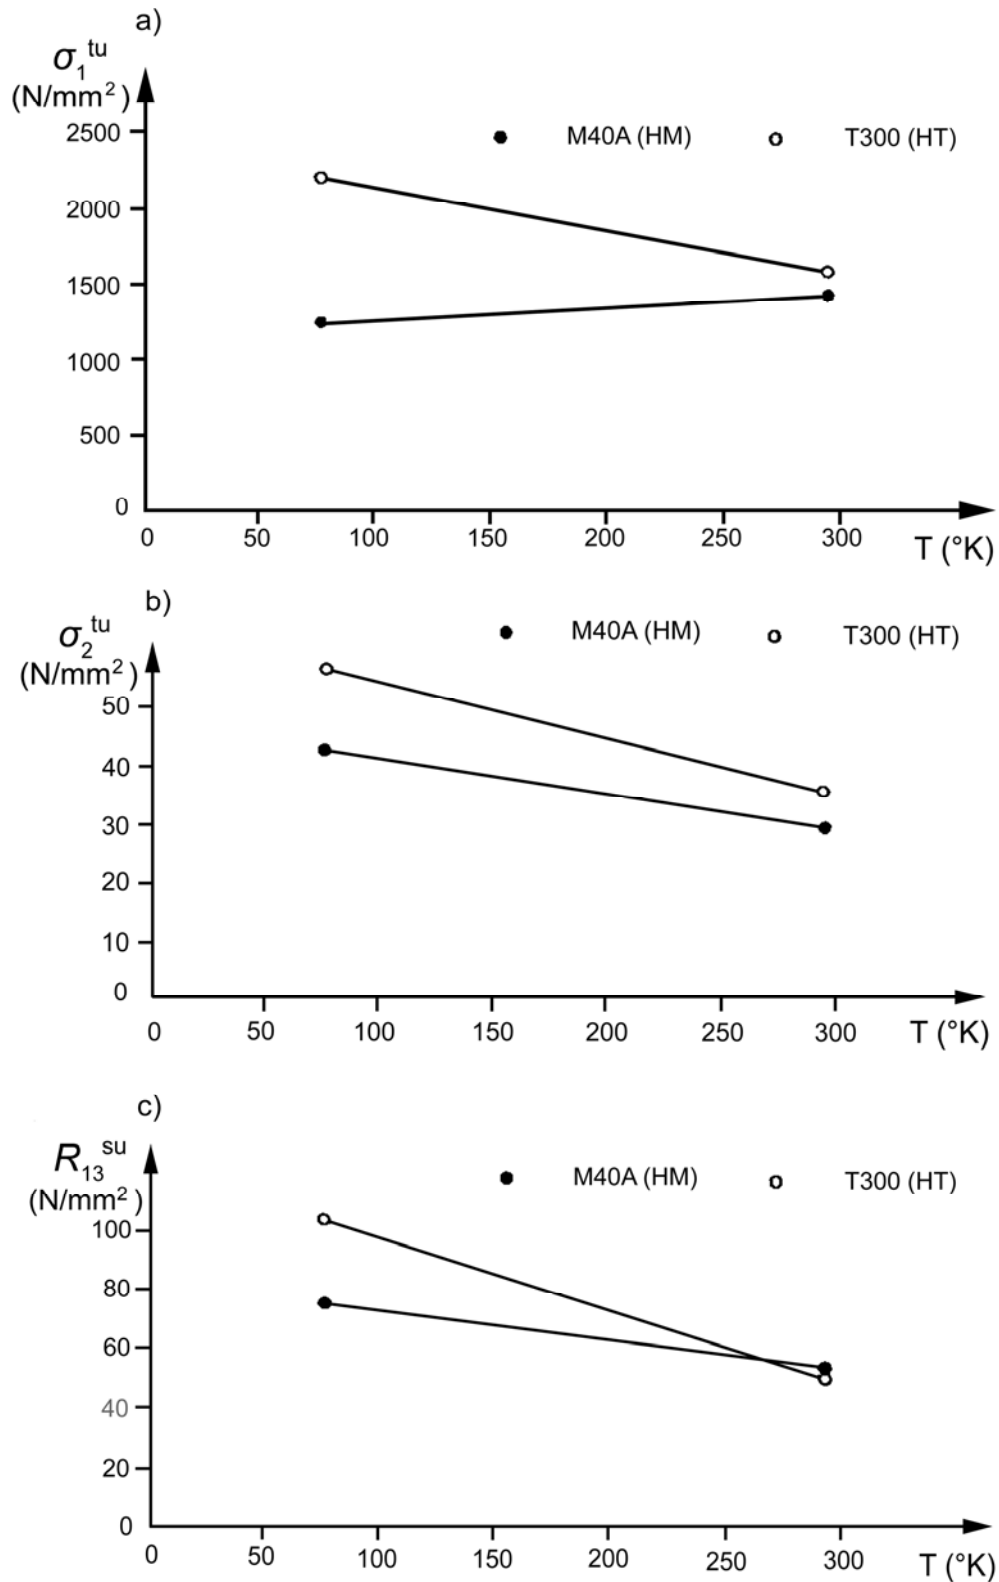 a)
σ₁ᵗᵘ
(N/mm²)
M40A (HM) T300 (HT)
2500
2000
1500
1000
500
0
0 50 100 150 200 250 300 T (°K)
b)
σ₂ᵗᵘ
(N/mm²)
M40A (HM) T300 (HT)
50
40
30
20
10
0
0 50 100 150 200 250 300 T (°K)
c)
R₁₃ˢᵘ
(N/mm²)
M40A (HM) T300 (HT)
100
80
60
40
20
0
0 50 100 150 200 250 300 T (°K)